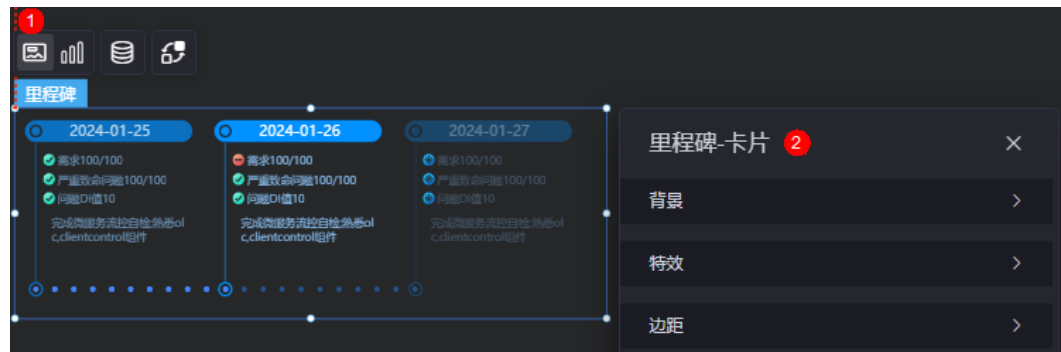 1
里程碑
2024-01-25
需求100/100
严重致命问题100/100
问题DI值10
完成微服务流控自检;熟悉ol
c,clientcontrol组件
2024-01-26
需求100/100
严重致命问题100/100
问题DI值10
完成微服务流控自检;熟悉ol
c,clientcontrol组件
2024-01-27
需求100/100
严重致命问题100/100
问题DI值10
完成微服务流控自检;熟悉ol
c,clientcontrol组件
里程碑-卡片 2
背景
特效
边距